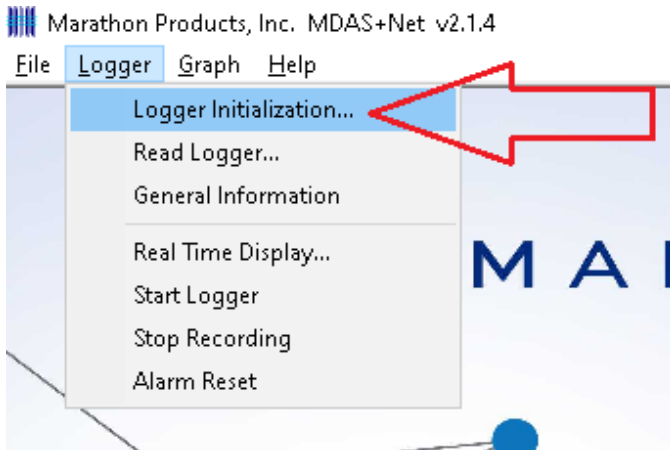 Marathon Products, Inc. MDAS+Net v2.1.4
File Logger Graph Help
Logger Initialization...
Read Logger...
General Information
Real Time Display...
Start Logger
Stop Recording
Alarm Reset
MA